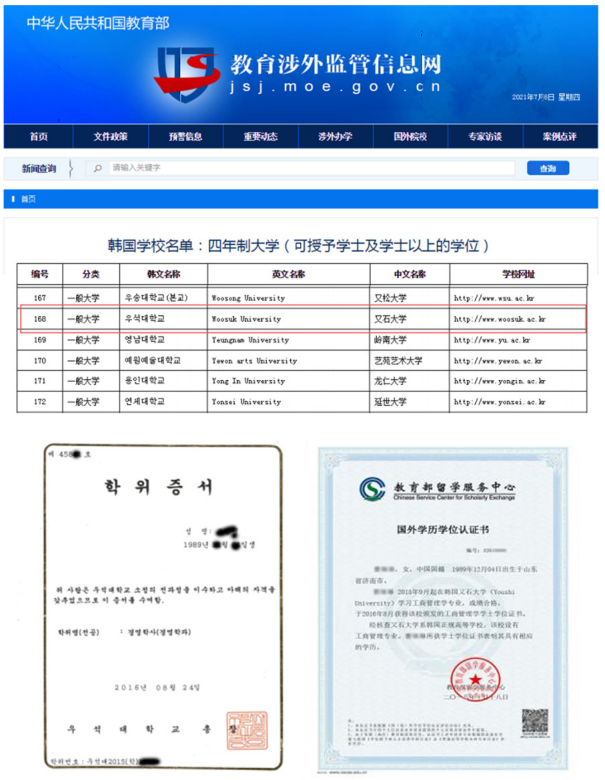 中华人民共和国教育部
教育涉外监管信息网
jsj.moe.gov.cn
2021年7月8日 星期四
首页 文件政策 预警信息 重要动态 涉外办学 国外院校 专家访谈 案例点评
新闻查询 请输入关键字 查询
首页
韩国学校名单：四年制大学（可授予学士及学士以上的学位）
编号 分类 韩文名称 英文名称 中文名称 学校网址
167 一般大学 우송대학교(본교) Woosong University 又松大学 http://www.wsu.ac.kr
168 一般大学 우석대학교 Woosuk University 又石大学 http://www.woosuk.ac.kr
169 一般大学 영남대학교 Yeungnam University 岭南大学 http://www.yu.ac.kr
170 一般大学 예원예술대학교 Yewon arts University 艺苑艺术大学 http://www.yewon.ac.kr
171 一般大学 용인대학교 Yong In University 龙仁大学 http://www.yongin.ac.kr
172 一般大学 연세대학교 Yonsei University 延世大学 http://www.yonsei.ac.kr
제 458 호
학위증서
성 명:
1989년 월 일생
위 사람은 우석대학교 소정의 전과정을 이수하고 아래의 자격을
갖추었으므로 이 증서를 수여함.
학위명(전공) : 경영학사(경영학과)
2016년 08월 24일
우석대학교총장
학위번호 : 우석대2015(학)
教育部留学服务中心
Chinese Service Center for Scholarly Exchange
国外学历学位认证书
编号:
女，中国国籍，1989年12月04日出生于山东
省济南市。
2015年9月起在韩国又石大学（Youshi
University）学习工商管理学专业，成绩合格，
于2016年8月获得该校颁发的工商管理学学士学位证书。
经核查又石大学系韩国正规高等学校，该校设有
工商管理专业。所获学士学位证书表明其具有相应
的学历。